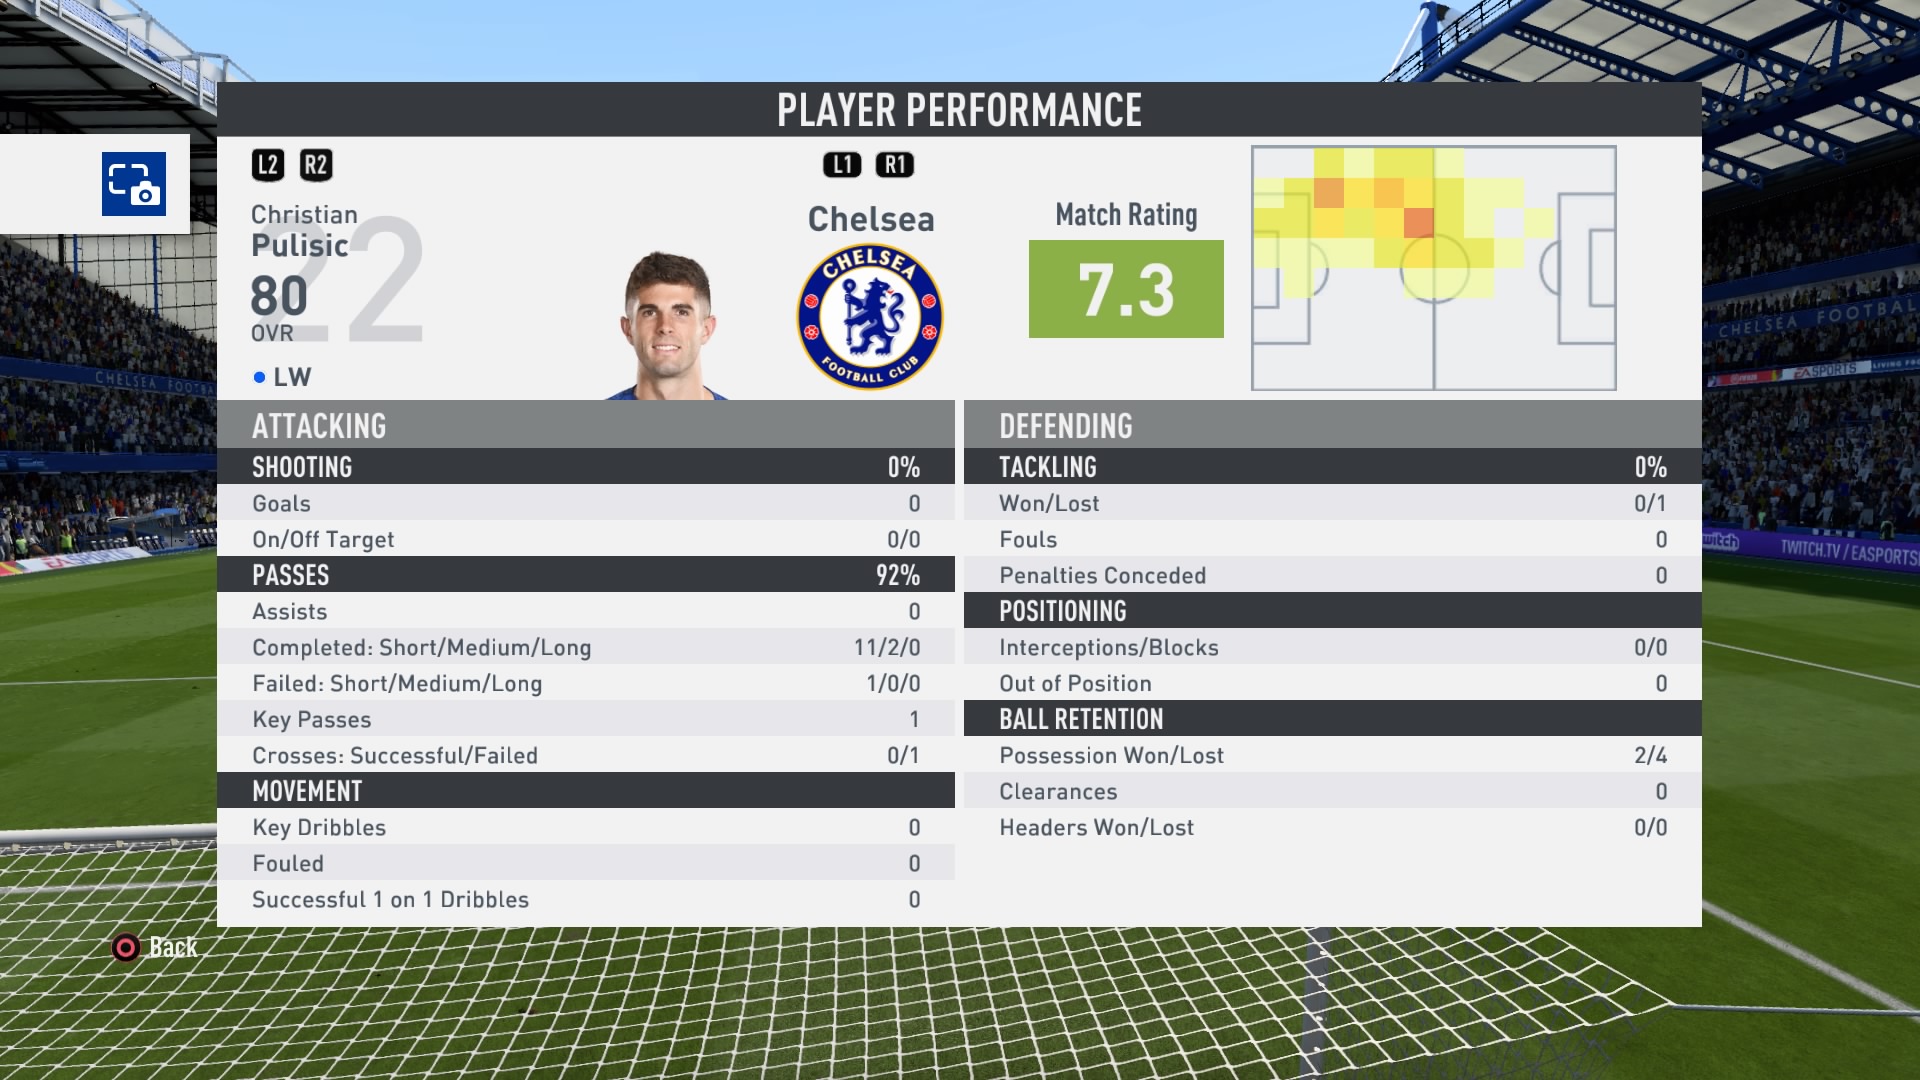 PLAYER PERFORMANCE
L2 R2
L1 R1
22
Christian
Pulisic
80
OVR
LW
Chelsea
CHELSEA
FOOTBALL CLUB
Match Rating
7.3
ATTACKING
SHOOTING 0%
Goals 0
On/Off Target 0/0
PASSES 92%
Assists 0
Completed: Short/Medium/Long 11/2/0
Failed: Short/Medium/Long 1/0/0
Key Passes 1
Crosses: Successful/Failed 0/1
MOVEMENT
Key Dribbles 0
Fouled 0
Successful 1 on 1 Dribbles 0
DEFENDING
TACKLING 0%
Won/Lost 0/1
Fouls 0
Penalties Conceded 0
POSITIONING
Interceptions/Blocks 0/0
Out of Position 0
BALL RETENTION
Possession Won/Lost 2/4
Clearances 0
Headers Won/Lost 0/0
Back
CHELSEA FOOTB
CHELSEA FOOTBAL
EA SPORTS
TWITCH.TV / EASPORTS